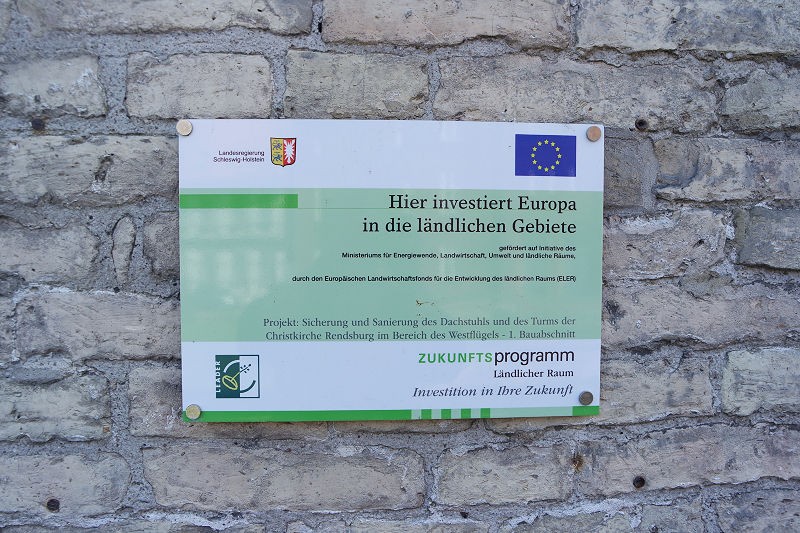 Landesregierung
Schleswig-Holstein
Hier investiert Europa
in die ländlichen Gebiete
gefördert auf Initiative des
Ministeriums für Energiewende, Landwirtschaft, Umwelt und ländliche Räume,
durch den Europäischen Landwirtschaftsfonds für die Entwicklung des ländlichen Raums (ELER)
Projekt: Sicherung und Sanierung des Dachstuhls und des Turms der
Christkirche Rendsburg im Bereich des Westflügels - 1. Bauabschnitt
LEADER
ZUKUNFTSprogramm
Ländlicher Raum
Investition in Ihre Zukunft